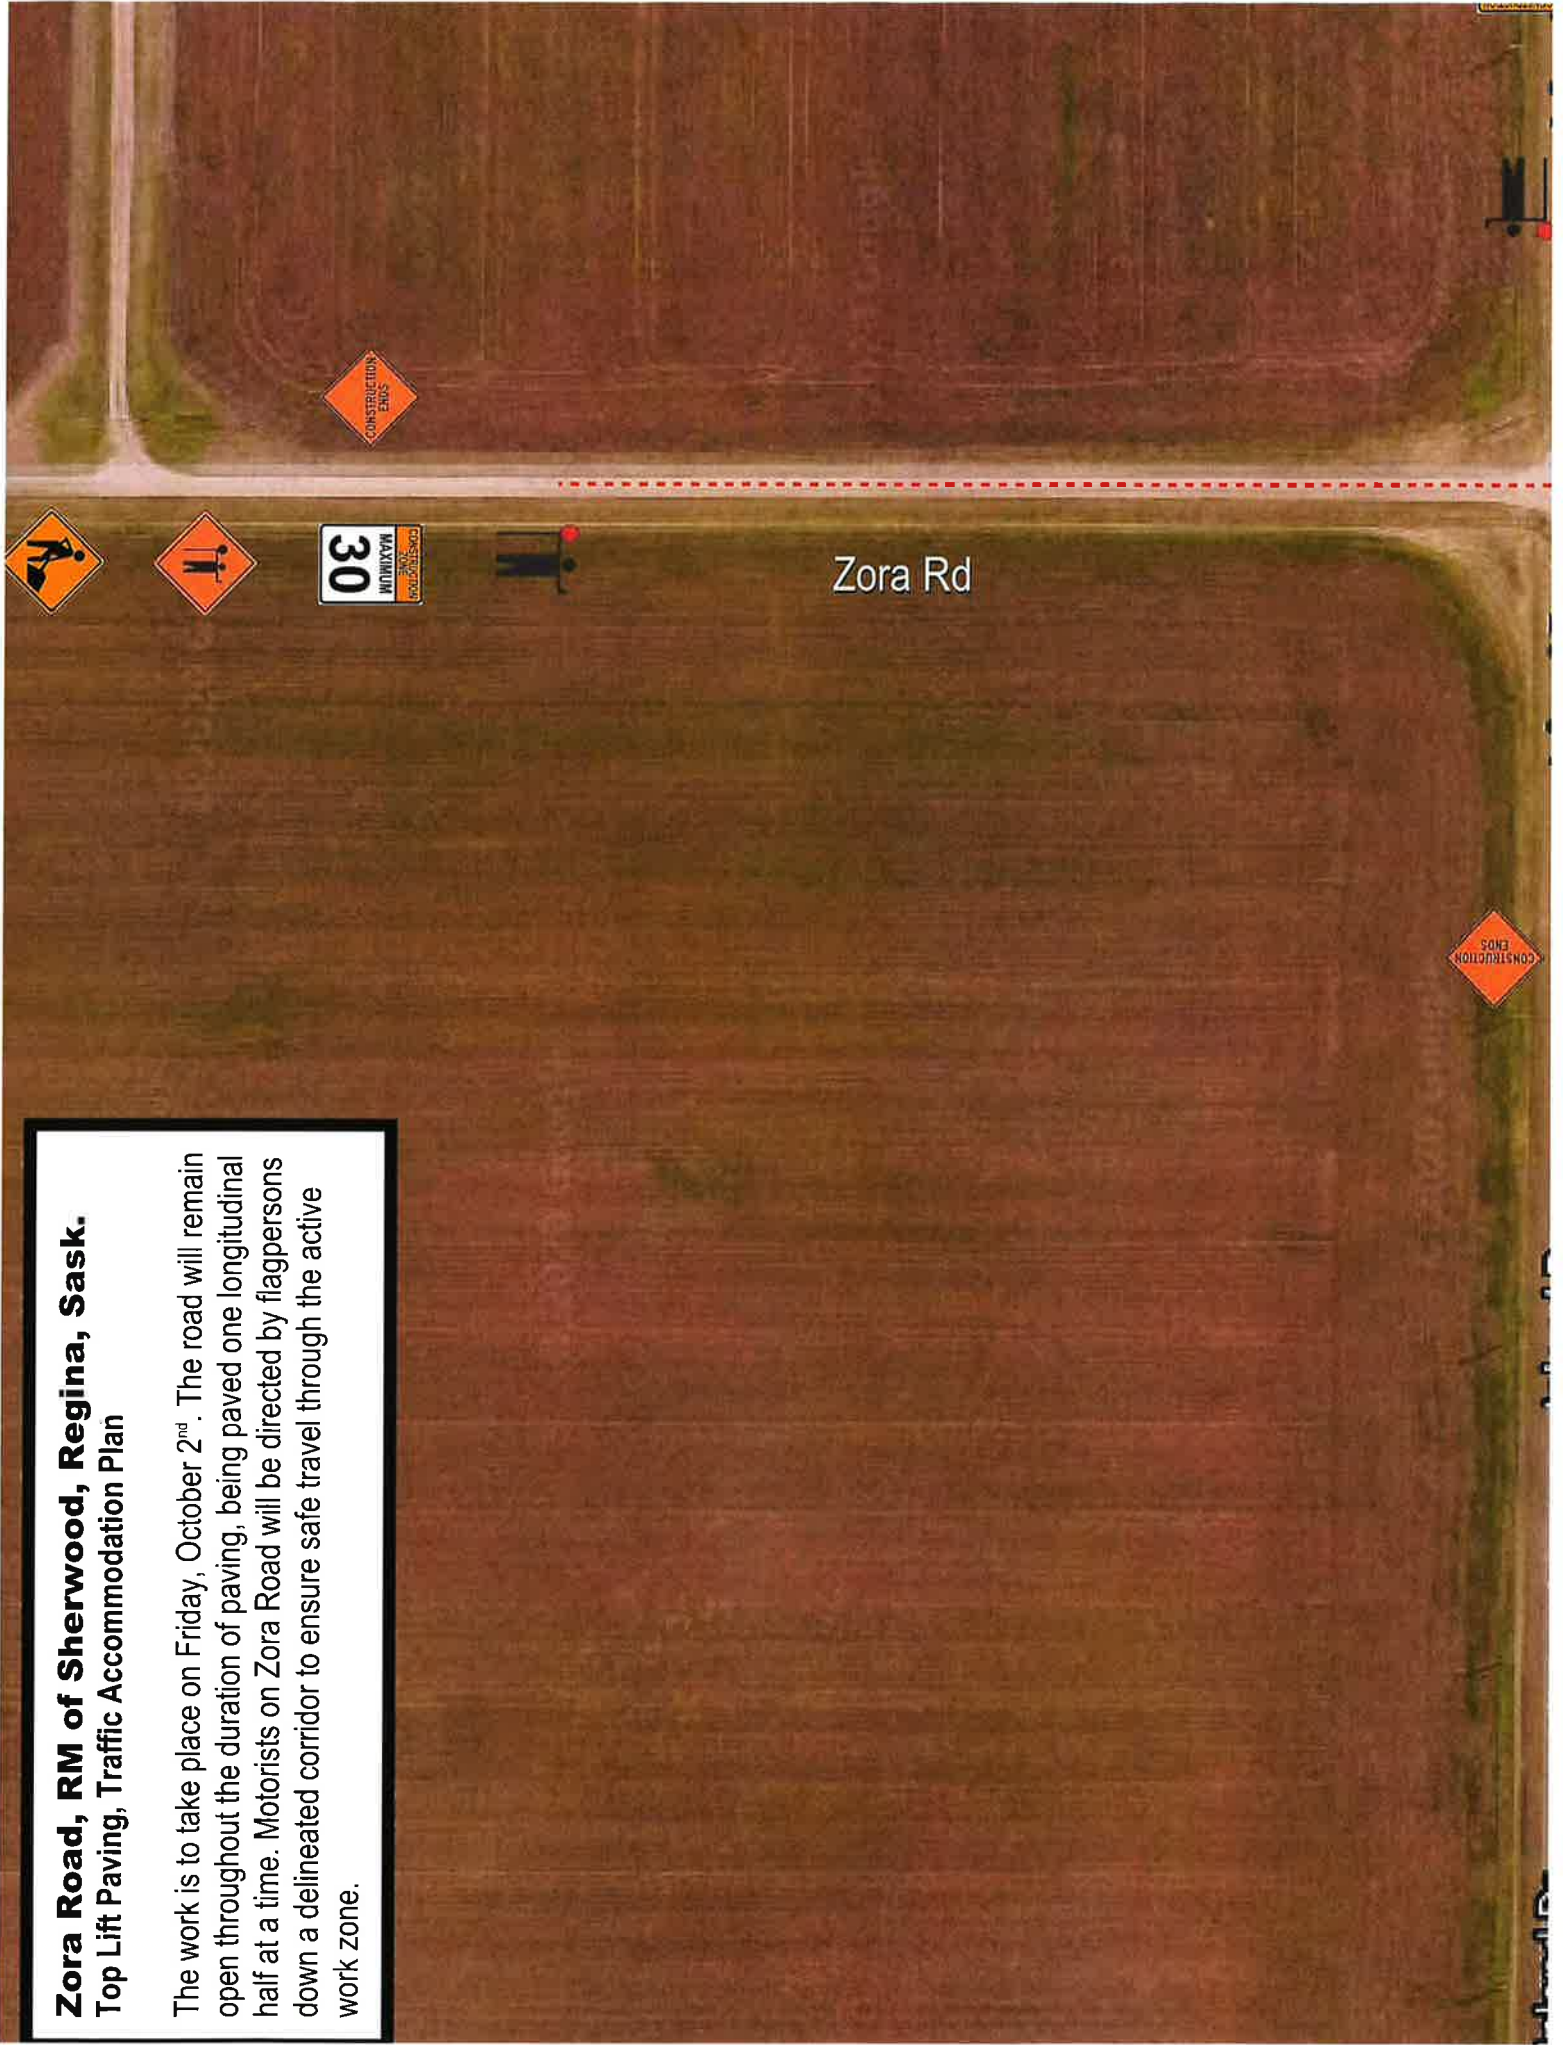 Zora Road, RM of Sherwood, Regina, Sask.
Top Lift Paving, Traffic Accommodation Plan
The work is to take place on Friday, October 2nd . The road will remain
open throughout the duration of paving, being paved one longitudinal
half at a time. Motorists on Zora Road will be directed by flagpersons
down a delineated corridor to ensure safe travel through the active
work zone.
CONSTRUCTION
ENDS
CONSTRUCTION
ZONE
MAXIMUM
30
Zora Rd
CONSTRUCTION
ENDS